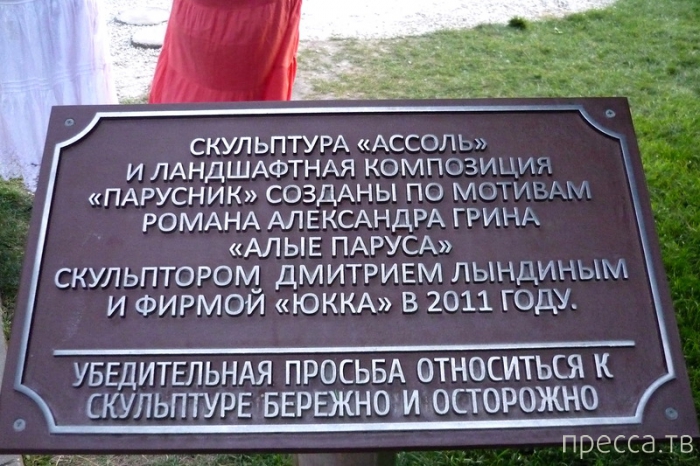 СКУЛЬПТУРА «АССОЛЬ»
И ЛАНДШАФТНАЯ КОМПОЗИЦИЯ
«ПАРУСНИК» СОЗДАНЫ ПО МОТИВАМ
РОМАНА АЛЕКСАНДРА ГРИНА
«АЛЫЕ ПАРУСА»
СКУЛЬПТОРОМ ДМИТРИЕМ ЛЫНДИНЫМ
И ФИРМОЙ «ЮККА» В 2011 ГОДУ.
УБЕДИТЕЛЬНАЯ ПРОСЬБА ОТНОСИТЬСЯ К
СКУЛЬПТУРЕ БЕРЕЖНО И ОСТОРОЖНО
пресса.тв